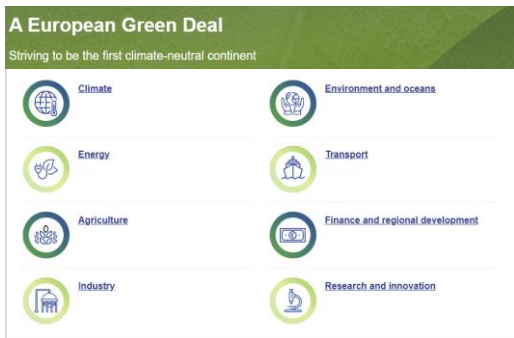 A European Green Deal
Striving to be the first climate-neutral continent
Climate
Environment and oceans
Energy
Transport
Agriculture
Finance and regional development
Industry
Research and innovation